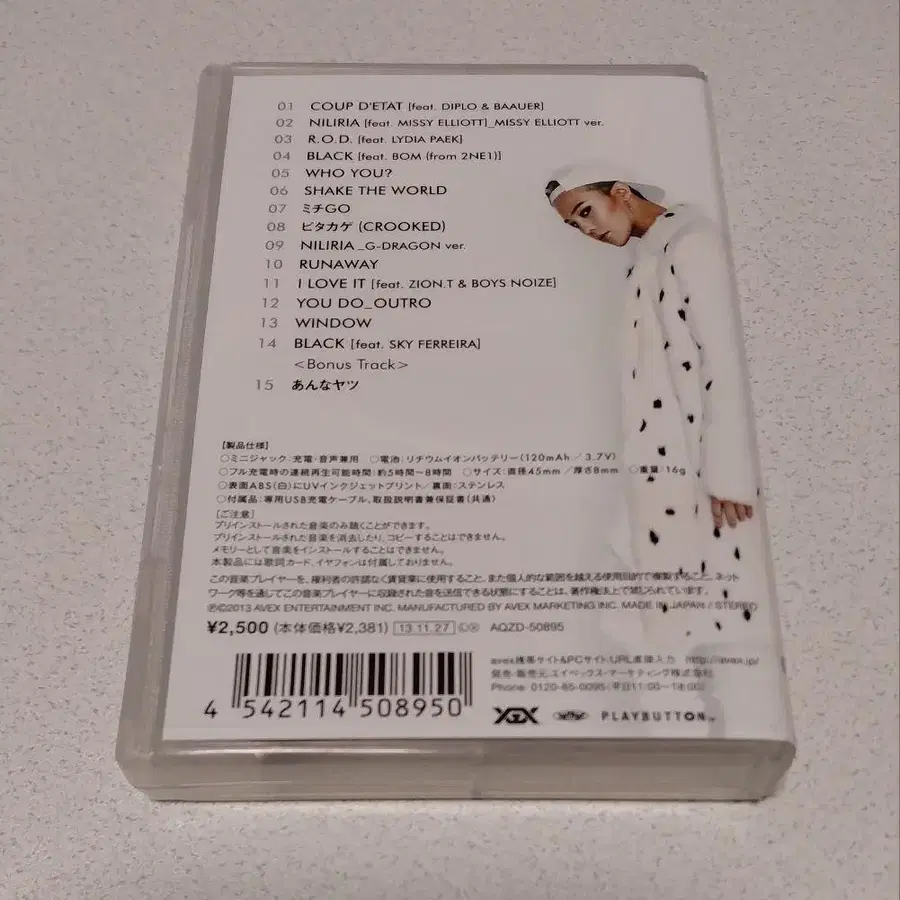 01 COUP D'ETAT [feat. DIPLO & BAAUER]
02 NILIRIA [feat. MISSY ELLIOTT]_MISSY ELLIOTT ver.
03 R.O.D. [feat. LYDIA PAEK]
04 BLACK [feat. BOM (from 2NE1)]
05 WHO YOU?
06 SHAKE THE WORLD
07 ミチGO
08 ピタカゲ (CROOKED)
09 NILIRIA _G-DRAGON ver.
10 RUNAWAY
11 I LOVE IT [feat. ZION.T & BOYS NOIZE]
12 YOU DO_OUTRO
13 WINDOW
14 BLACK [feat. SKY FERREIRA]
<Bonus Track>
15 あんなヤツ
[製品仕様]
○ミニジャック:充電・音声兼用 ○電池:リチウムイオンバッテリー(120mAh / 3.7V)
○フル充電時の連続再生可能時間:約5時間〜8時間 ○サイズ:直径45mm /厚さ8mm ○重量:16g
○表面ABS(白)にUVインクジェットプリント/裏面:ステンレス
○付属品:専用USB充電ケーブル、取扱説明書兼保証書(共通)
[ご注意]
プリインストールされた音楽のみ聴くことができます。
プリインストールされた音楽を消去したり、コピーすることはできません。
メモリーとして音楽をインストールすることはできません。
本製品には歌詞カード、イヤフォンは付属しておりません。
この音楽プレイヤーを、権利者の許諾なく賃貸業に使用すること、また個人的な範囲を越える使用目的で複製すること、ネット
ワーク等を通じてこの音楽プレイヤーに収録された音を送信できる状態にすることは、著作権法上で禁じられています。
Ⓟ©2013 AVEX ENTERTAINMENT INC. MANUFACTURED BY AVEX MARKETING INC. MADE IN JAPAN / STEREO
¥2,500 (本体価格¥2,381) 13.11.27 AQZD-50895
avex携帯サイト&PCサイト:URL直接入力 http://avex.jp/
発売・販売元:エイベックス・マーケティング株式会社
Phone: 0120-85-0095(平日11:00-18:00)
4 542114 508950
YGEX PLAYBUTTON™